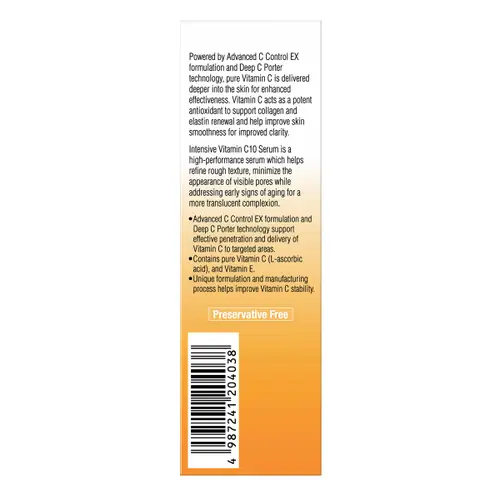 Powered by Advanced C Control EX
formulation and Deep C Porter
technology, pure Vitamin C is delivered
deeper into the skin for enhanced
effectiveness. Vitamin C acts as a potent
antioxidant to support collagen and
elastin renewal and help improve skin
smoothness for improved clarity.
Intensive Vitamin C10 Serum is a
high-performance serum which helps
refine rough texture, minimize the
appearance of visible pores while
addressing early signs of aging for a
more translucent complexion.
•Advanced C Control EX formulation and
Deep C Porter technology support
effective penetration and delivery of
Vitamin C to targeted areas.
•Contains pure Vitamin C (L-ascorbic
acid), and Vitamin E.
•Unique formulation and manufacturing
process helps improve Vitamin C stability.
Preservative Free
4 987241 204038